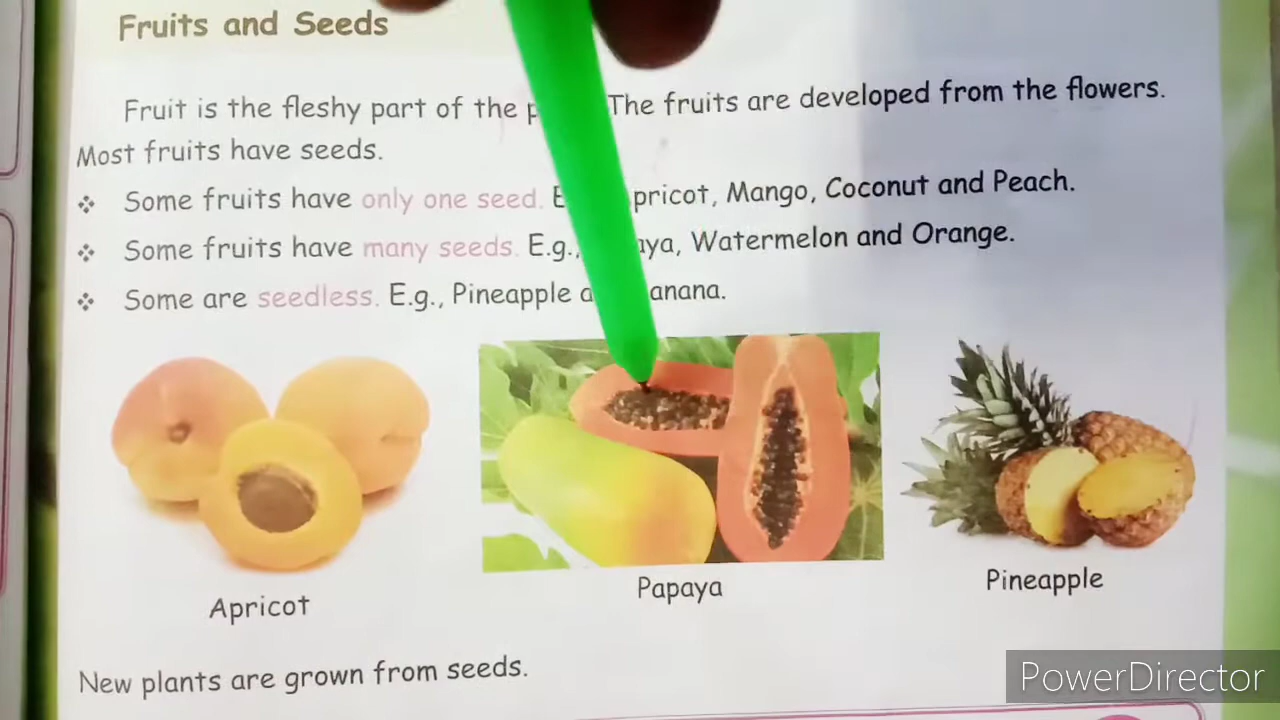 Fruits and Seeds
Fruit is the fleshy part of the The fruits are developed from the flowers.
Most fruits have seeds.
❖ Some fruits have only one seed. pricot, Mango, Coconut and Peach.
❖ Some fruits have many seeds. E.g., aya, Watermelon and Orange.
❖ Some are seedless. E.g., Pineapple a anana.
Apricot
Papaya
Pineapple
New plants are grown from seeds.
PowerDirector